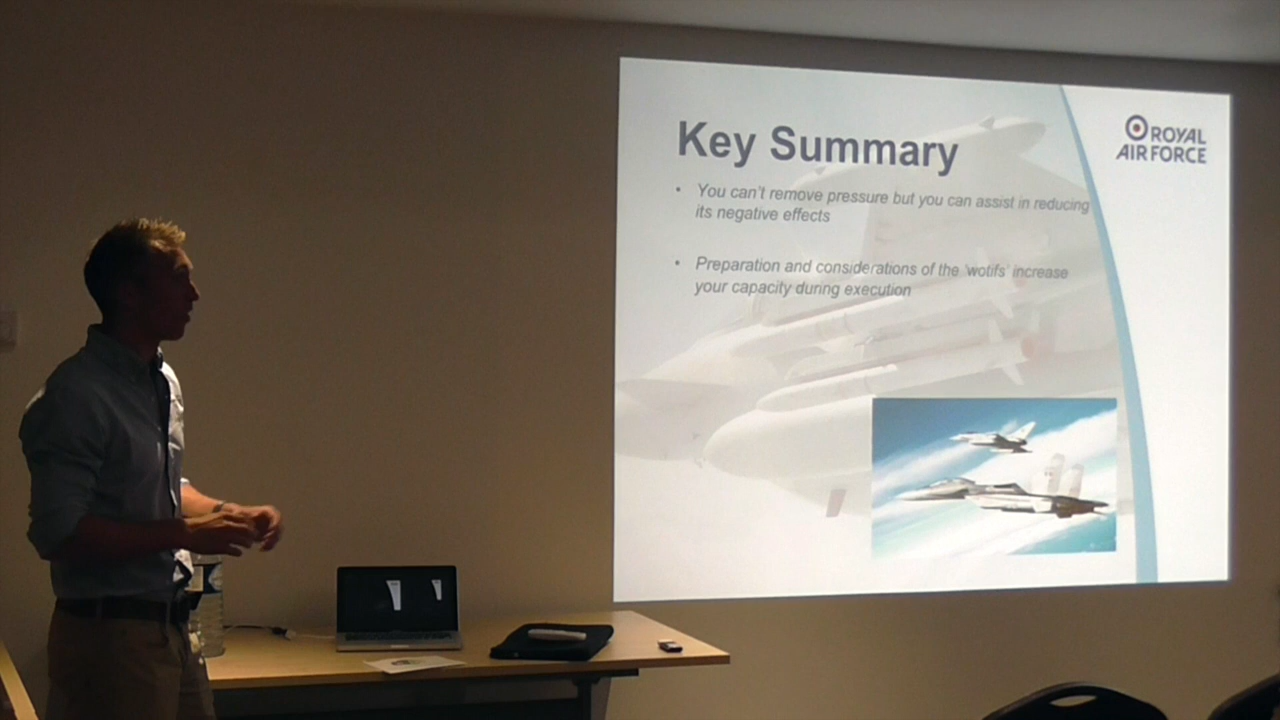 Key Summary
ROYAL
AIR FORCE
• You can't remove pressure but you can assist in reducing
its negative effects
• Preparation and considerations of the 'wotifs' increase
your capacity during execution